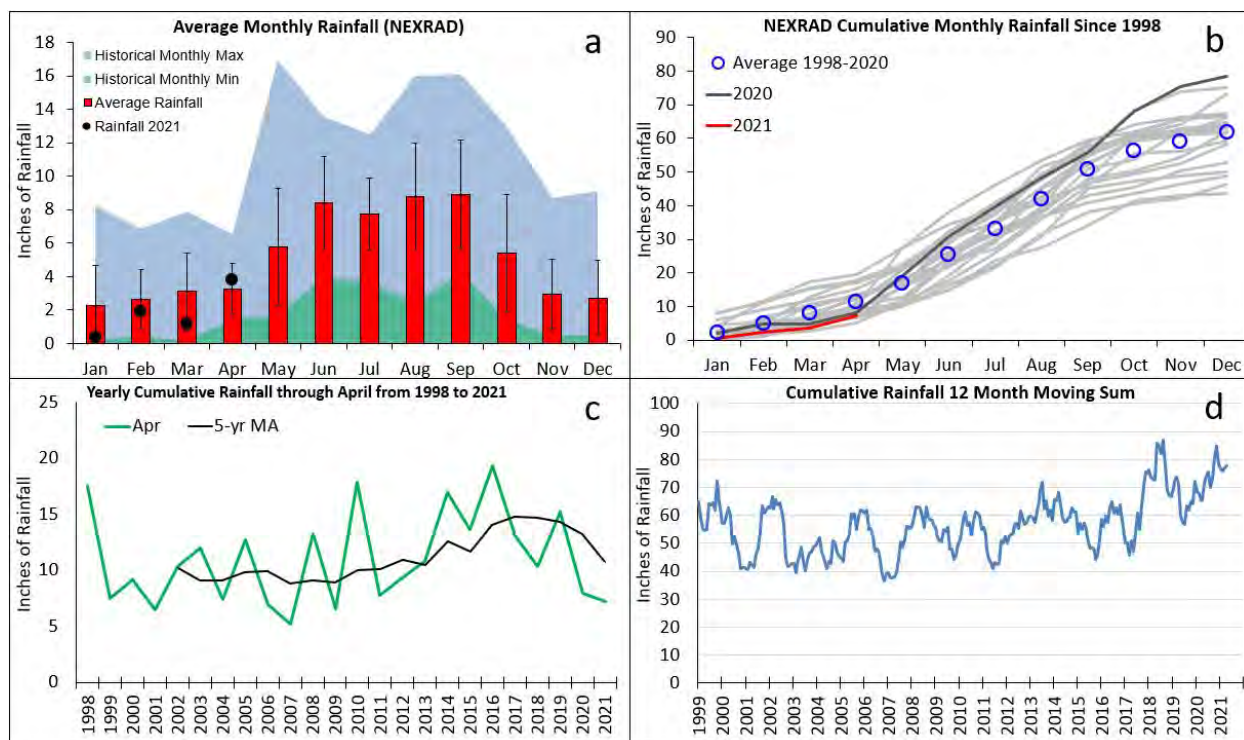 Average Monthly Rainfall (NEXRAD)
a
Inches of Rainfall
18
16
14
12
10
8
6
4
2
0
Historical Monthly Max
Historical Monthly Min
Average Rainfall
Rainfall 2021
Jan Feb Mar Apr May Jun Jul Aug Sep Oct Nov Dec
NEXRAD Cumulative Monthly Rainfall Since 1998
b
Inches of Rainfall
90
80
70
60
50
40
30
20
10
0
Average 1998-2020
2020
2021
Jan Feb Mar Apr May Jun Jul Aug Sep Oct Nov Dec
Yearly Cumulative Rainfall through April from 1998 to 2021
c
Inches of Rainfall
25
20
15
10
5
0
Apr 5-yr MA
1998 1999 2000 2001 2002 2003 2004 2005 2006 2007 2008 2009 2010 2011 2012 2013 2014 2015 2016 2017 2018 2019 2020 2021
Cumulative Rainfall 12 Month Moving Sum
d
Inches of Rainfall
100
90
80
70
60
50
40
30
20
10
0
1999 2000 2001 2002 2003 2004 2005 2006 2007 2008 2009 2010 2011 2012 2013 2014 2015 2016 2017 2018 2019 2020 2021